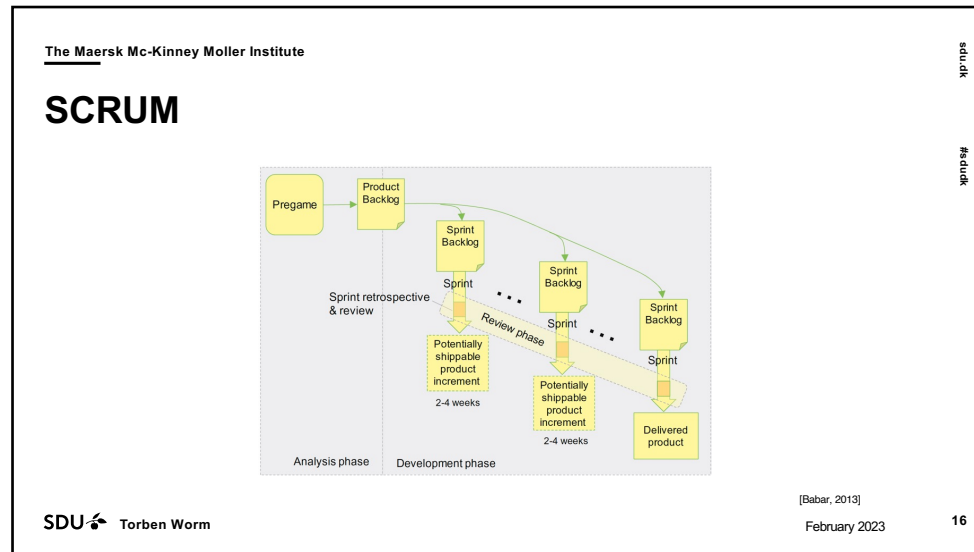 The Maersk Mc-Kinney Moller Institute
sdu.dk
#sdudk
SCRUM
Pregame
Product
Backlog
Sprint
Backlog
Sprint
Sprint
Backlog
Sprint
Sprint
Backlog
Sprint
Sprint retrospective
& review
Review phase
Potentially
shippable
product
increment
2-4 weeks
Potentially
shippable
product
increment
2-4 weeks
Delivered
product
Analysis phase
Development phase
[Babar, 2013]
SDU Torben Worm
February 2023
16